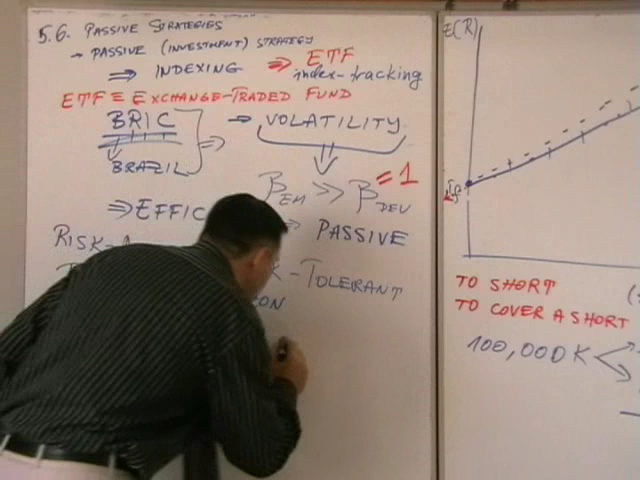 5.6. PASSIVE STRATEGIES
→ PASSIVE (INVESTMENT) STRATEGY
⇒ INDEXING ⇒ ETF
index-tracking
ETF ≡ EXCHANGE-TRADED FUND
BRIC → VOLATILITY
BRAZIL
β EM >> β DEV = 1
⇒ EFFIC
⇒ PASSIVE
RISK-
K-TOLERANT
ZON
E(R)
rf
TO SHORT
TO COVER A SHORT
100,000K